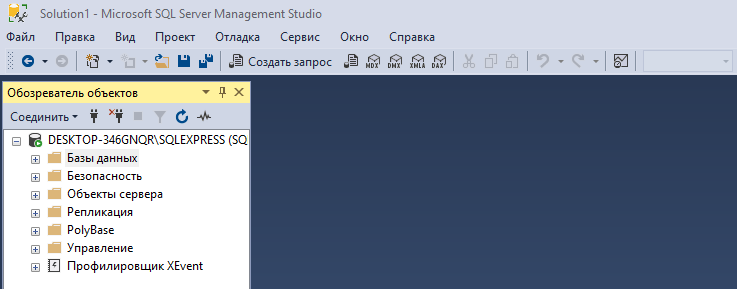 Solution1 - Microsoft SQL Server Management Studio
Файл Правка Вид Проект Отладка Сервис Окно Справка
Создать запрос MDX DMX XMLA DAX
Обозреватель объектов
Соединить
DESKTOP-346GNQR\SQLEXPRESS (SQ
Базы данных
Безопасность
Объекты сервера
Репликация
PolyBase
Управление
Профилировщик XEvent